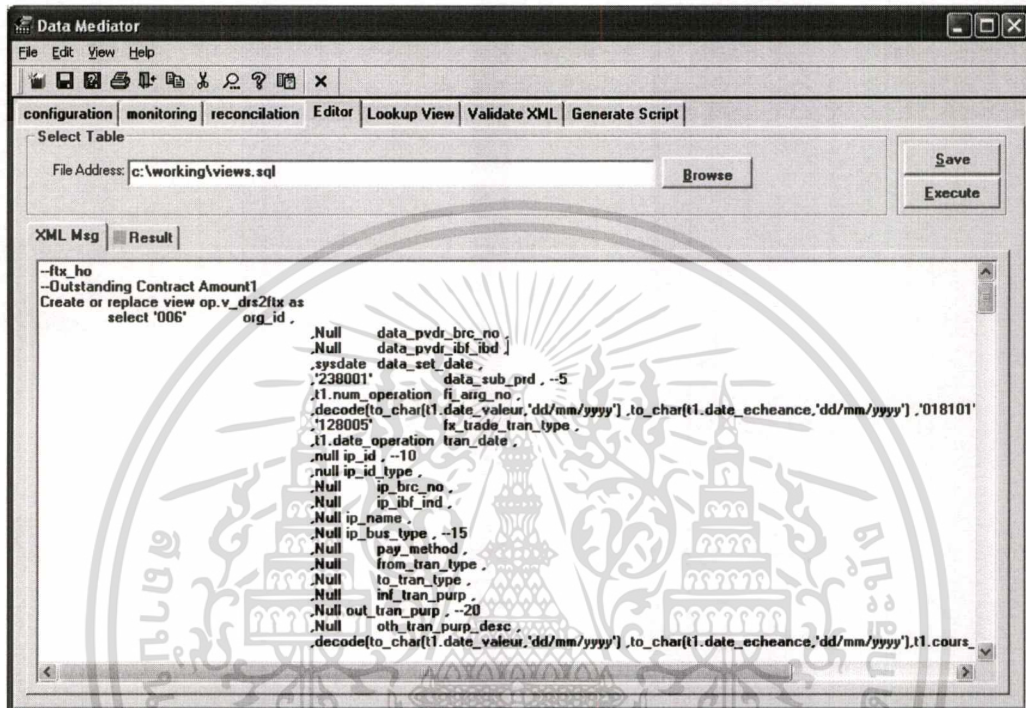 Data Mediator
File Edit View Help
configuration monitoring reconcilation Editor Lookup View Validate XML Generate Script
Select Table
File Address: c:\working\views.sql Browse
Save
Execute
XML Msg Result
--ftx_ho
--Outstanding Contract Amount1
Create or replace view op.v_drs2ftx as
select '006' org_id ,
,Null data_pvdr_brc_no ,
,Null data_pvdr_ibf_ibd ,
,sysdate data_set_date ,
,'238001' data_sub_prd , --5
,t1.num_operation fi_arrg_no ,
,decode(to_char(t1.date_valeur,'dd/mm/yyyy') ,to_char(t1.date_echeance,'dd/mm/yyyy') ,'018101'
,'128005' fx_trade_tran_type ,
,t1.date_operation tran_date ,
,null ip_id , --10
,null ip_id_type ,
,Null ip_brc_no ,
,Null ip_ibf_ind ,
,Null ip_name ,
,Null ip_bus_type , --15
,Null pay_method ,
,Null from_tran_type ,
,Null to_tran_type ,
,Null inf_tran_purp ,
,Null out_tran_purp , --20
,Null oth_tran_purp_desc ,
,decode(to_char(t1.date_valeur,'dd/mm/yyyy') ,to_char(t1.date_echeance,'dd/mm/yyyy'),t1.cours_